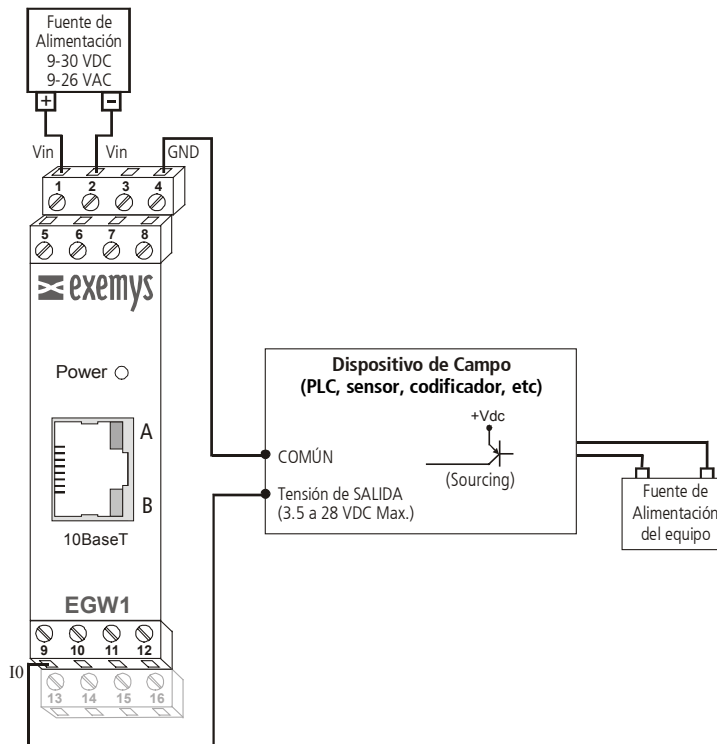 Fuente de
Alimentación
9-30 VDC
9-26 VAC
+ −
Vin Vin GND
1 2 3 4
5 6 7 8
exemys
Power
A
B
10BaseT
EGW1
9 10 11 12
I0
13 14 15 16
Dispositivo de Campo
(PLC, sensor, codificador, etc)
+Vdc
COMÚN
(Sourcing)
Tensión de SALIDA
(3.5 a 28 VDC Max.)
Fuente de
Alimentación
del equipo